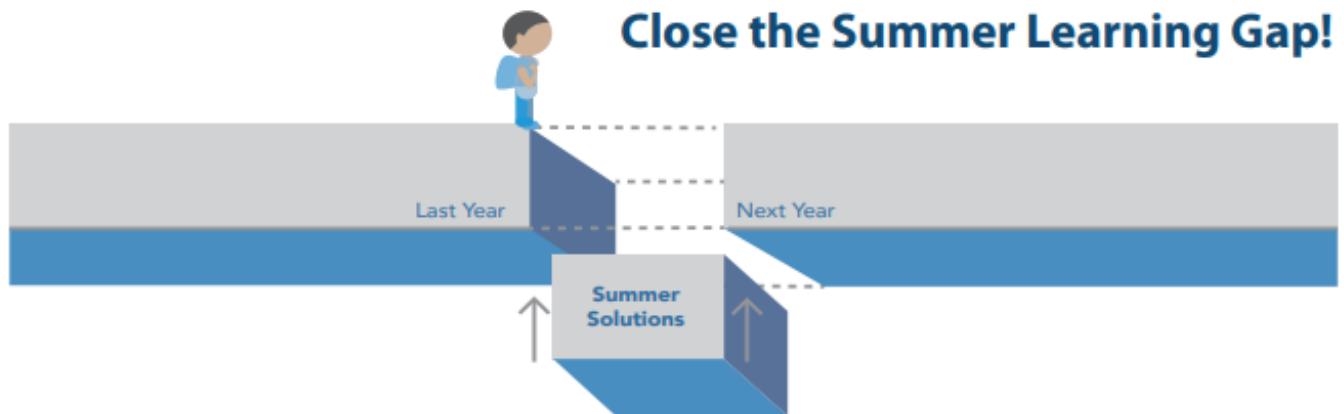 Close the Summer Learning Gap!
Last Year
Next Year
Summer
Solutions